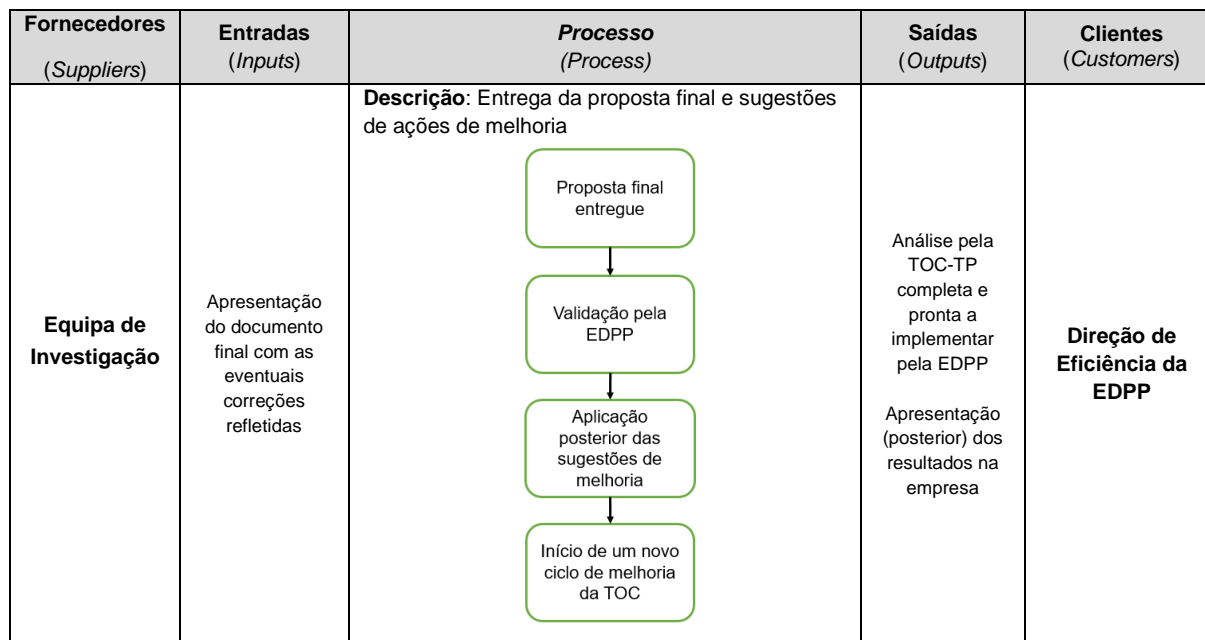 Fornecedores
(Suppliers)
Entradas
(Inputs)
Processo
(Process)
Saídas
(Outputs)
Clientes
(Customers)
Equipa de
Investigação
Apresentação
do documento
final com as
eventuais
correções
refletidas
Descrição: Entrega da proposta final e sugestões
de ações de melhoria
Proposta final
entregue
Validação pela
EDPP
Aplicação
posterior das
sugestões de
melhoria
Início de um novo
ciclo de melhoria
da TOC
Análise pela
TOC-TP
completa e
pronta a
implementar
pela EDPP
Apresentação
(posterior) dos
resultados na
empresa
Direção de
Eficiência da
EDPP